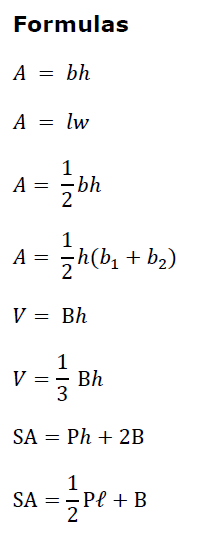 Formulas
A = bh
A = lw
A = 1/2 bh
A = 1/2 h(b₁ + b₂)
V = Bh
V = 1/3 Bh
SA = Ph + 2B
SA = 1/2 Pℓ + B